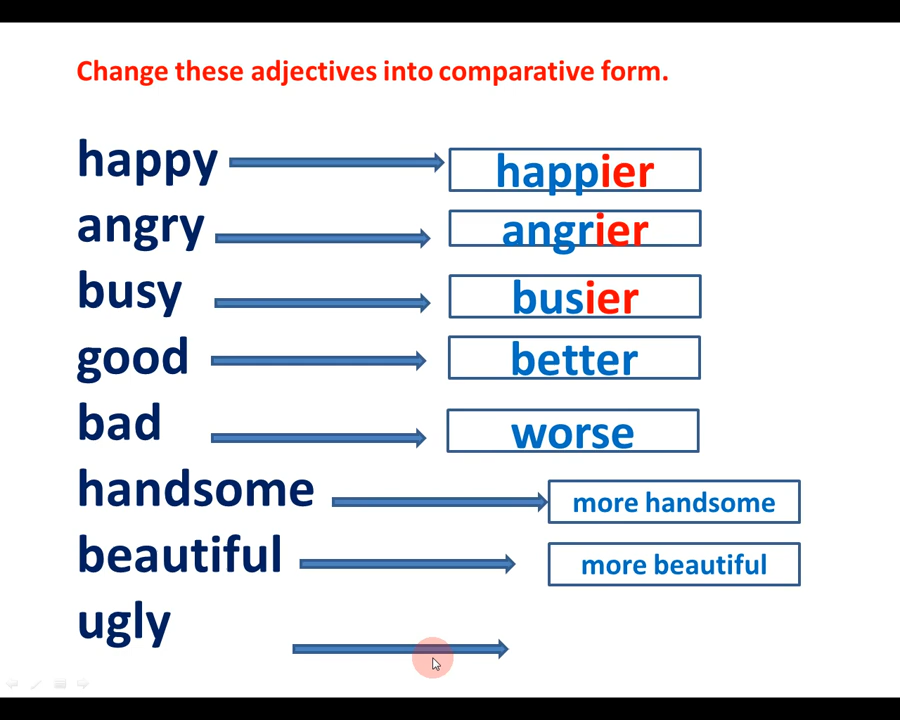 Change these adjectives into comparative form.
happy happier
angry angrier
busy busier
good better
bad worse
handsome more handsome
beautiful more beautiful
ugly